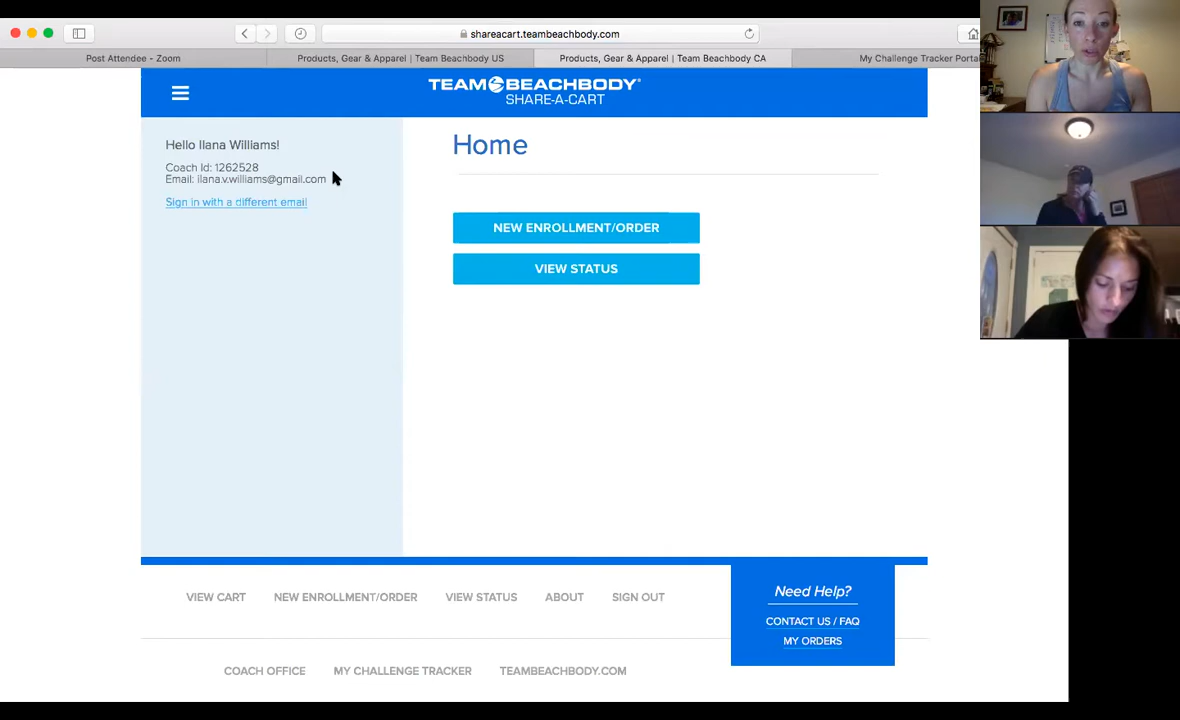 shareacart.teambeachbody.com
Post Attendee - Zoom
Products, Gear & Apparel | Team Beachbody US
Products, Gear & Apparel | Team Beachbody CA
My Challenge Tracker Porta
TEAM BEACHBODY®
SHARE-A-CART
Hello Ilana Williams!
Coach Id: 1262528
Email: ilana.v.williams@gmail.com
Sign in with a different email
Home
NEW ENROLLMENT/ORDER
VIEW STATUS
VIEW CART
NEW ENROLLMENT/ORDER
VIEW STATUS
ABOUT
SIGN OUT
Need Help?
CONTACT US / FAQ
MY ORDERS
COACH OFFICE
MY CHALLENGE TRACKER
TEAMBEACHBODY.COM